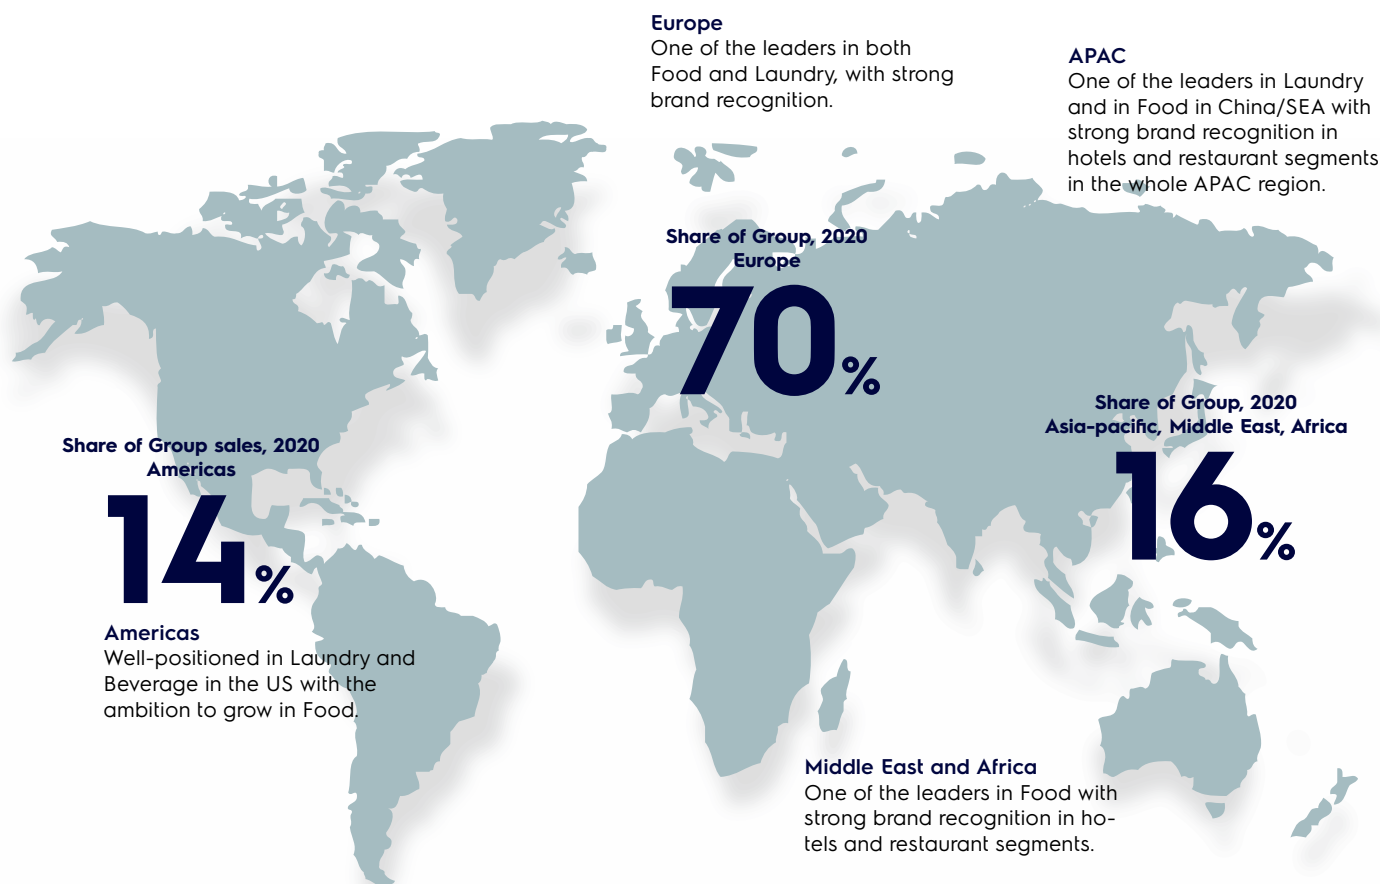 Europe
One of the leaders in both
Food and Laundry, with strong
brand recognition.
APAC
One of the leaders in Laundry
and in Food in China/SEA with
strong brand recognition in
hotels and restaurant segments
in the whole APAC region.
Share of Group, 2020
Europe
70%
Share of Group, 2020
Asia-pacific, Middle East, Africa
16%
Share of Group sales, 2020
Americas
14%
Americas
Well-positioned in Laundry and
Beverage in the US with the
ambition to grow in Food.
Middle East and Africa
One of the leaders in Food with
strong brand recognition in ho-
tels and restaurant segments.